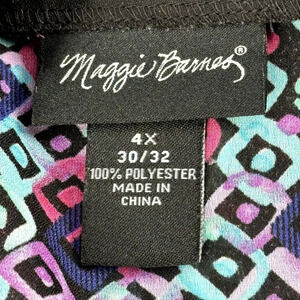 Maggie Barnes®
4X
30/32
100% POLYESTER
MADE IN
CHINA